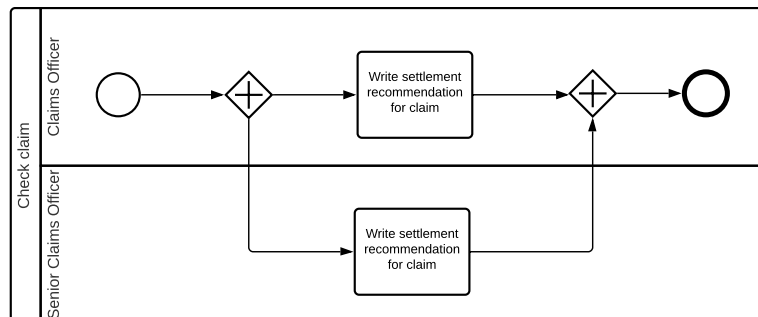 Check claim
Claims Officer
Write settlement
recommendation
for claim
Senior Claims Officer
Write settlement
recommendation
for claim